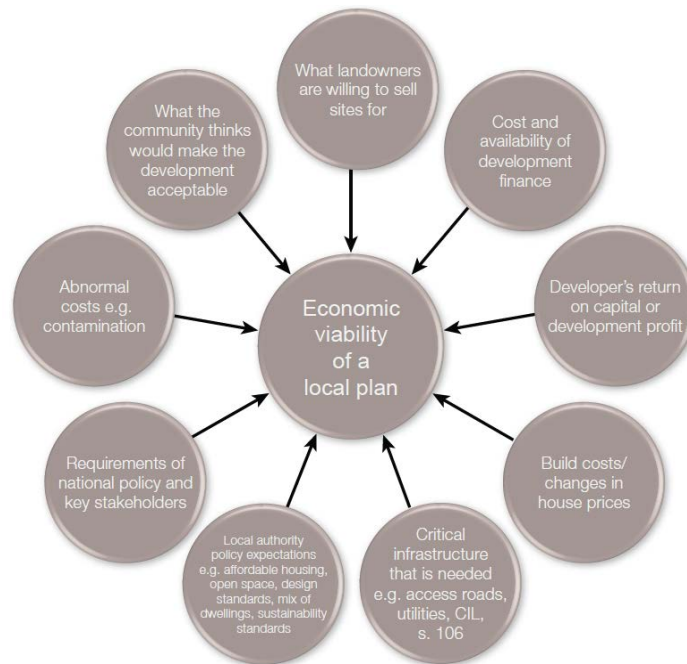 What landowners
are willing to sell
sites for
Cost and
availability of
development
finance
Developer's return
on capital or
development profit
Build costs/
changes in
house prices
Critical
infrastructure
that is needed
e.g. access roads,
utilities, CIL,
s. 106
Local authority
policy expectations
e.g. affordable housing,
open space, design
standards, mix of
dwellings, sustainability
standards
Requirements of
national policy and
key stakeholders
Abnormal
costs e.g.
contamination
What the
community thinks
would make the
development
acceptable
Economic
viability
of a
local plan